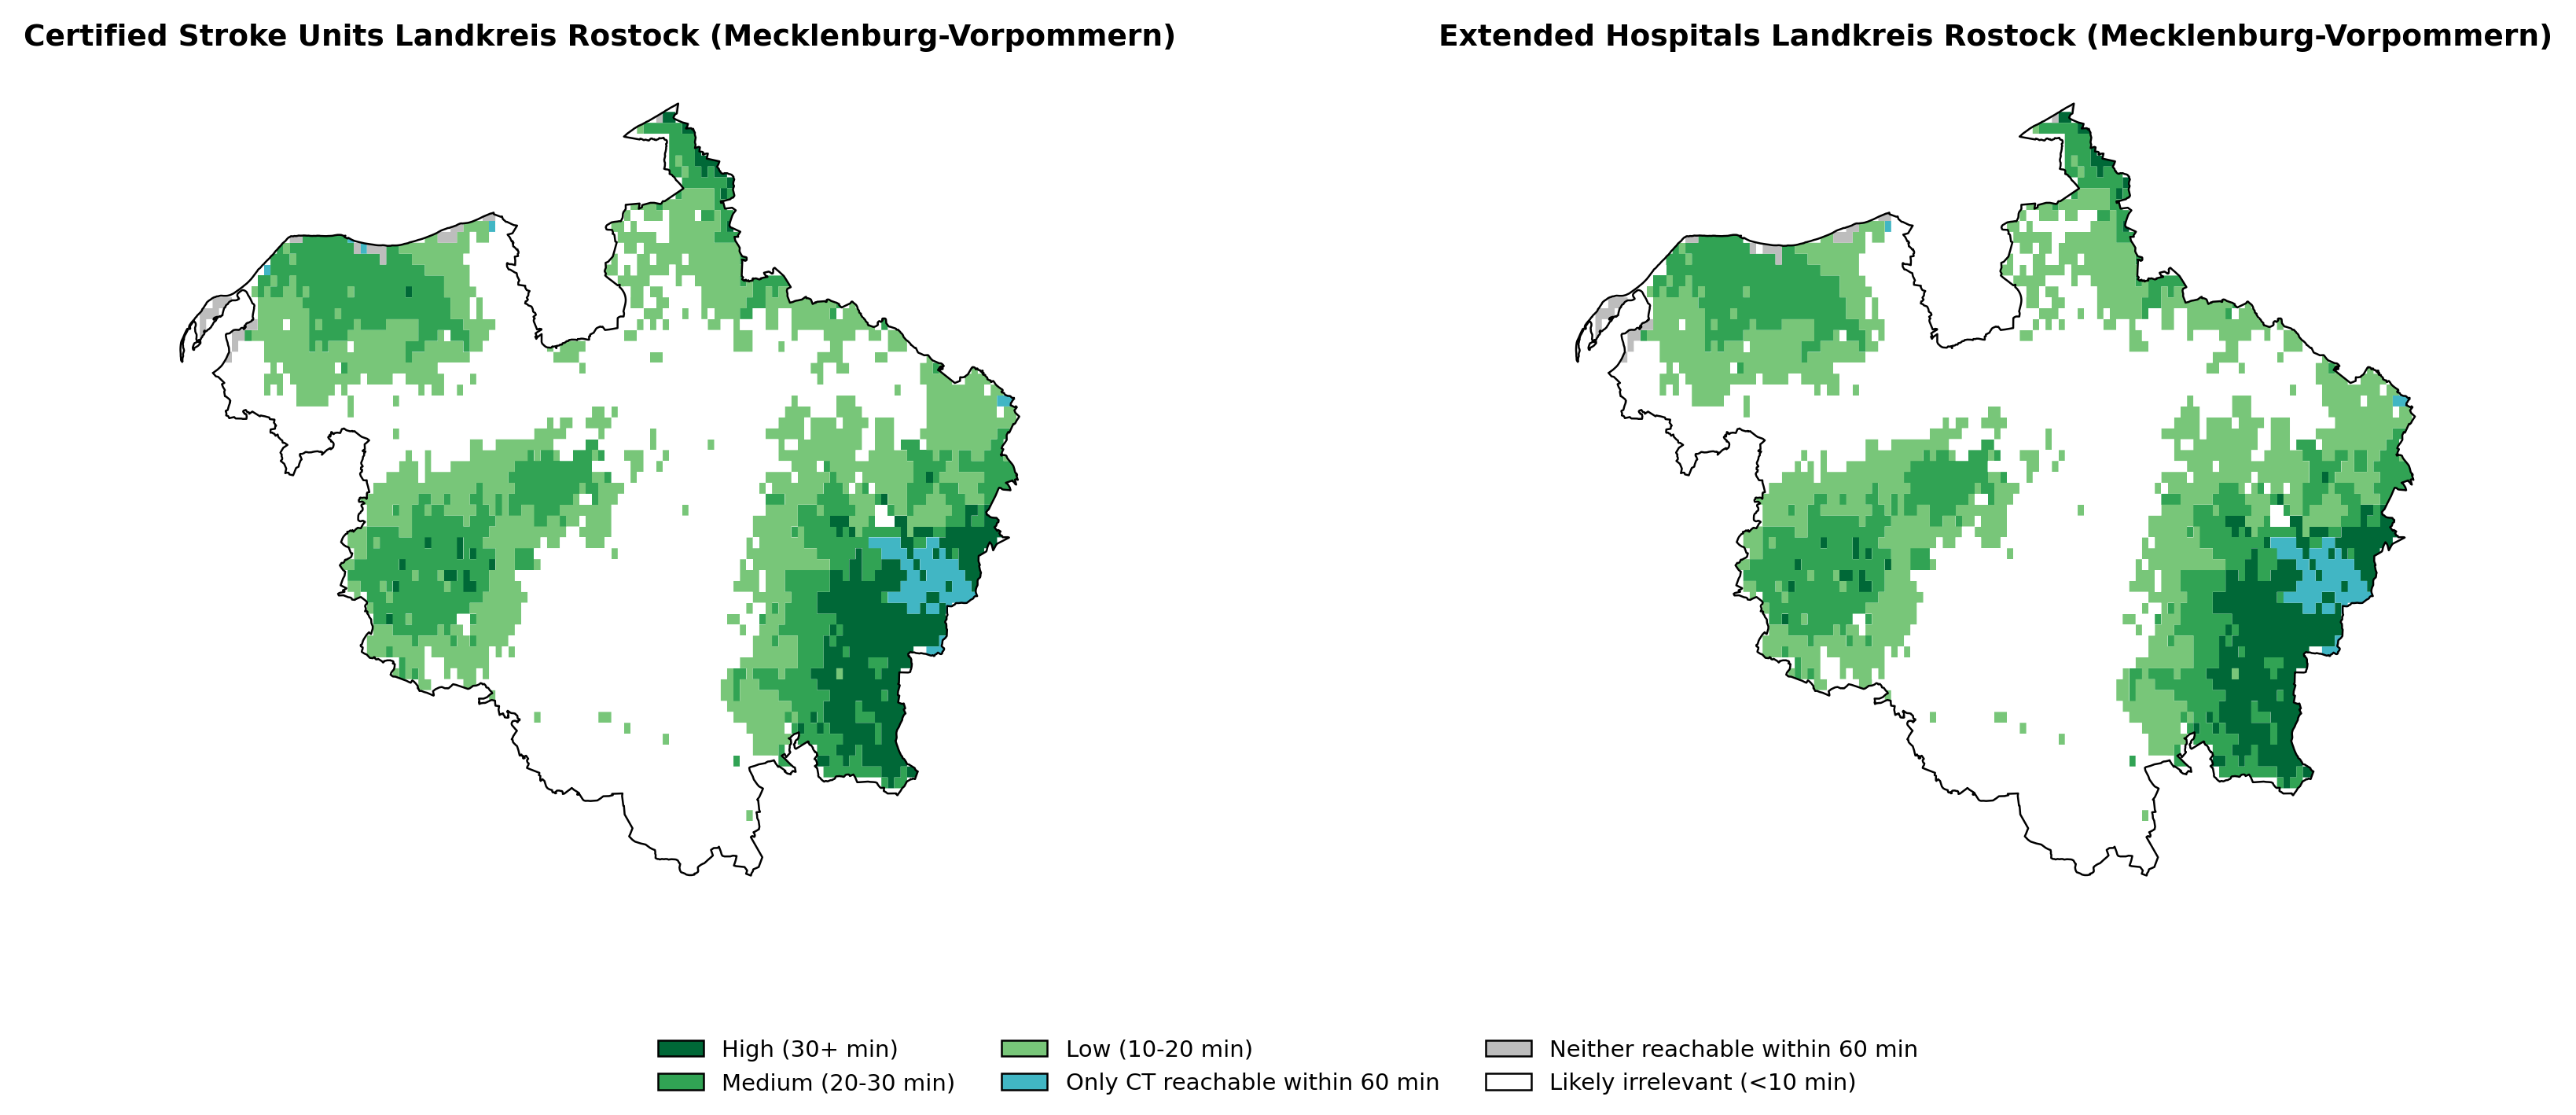 Certified Stroke Units Landkreis Rostock (Mecklenburg-Vorpommern)
Extended Hospitals Landkreis Rostock (Mecklenburg-Vorpommern)
High (30+ min)
Medium (20-30 min)
Low (10-20 min)
Only CT reachable within 60 min
Neither reachable within 60 min
Likely irrelevant (<10 min)